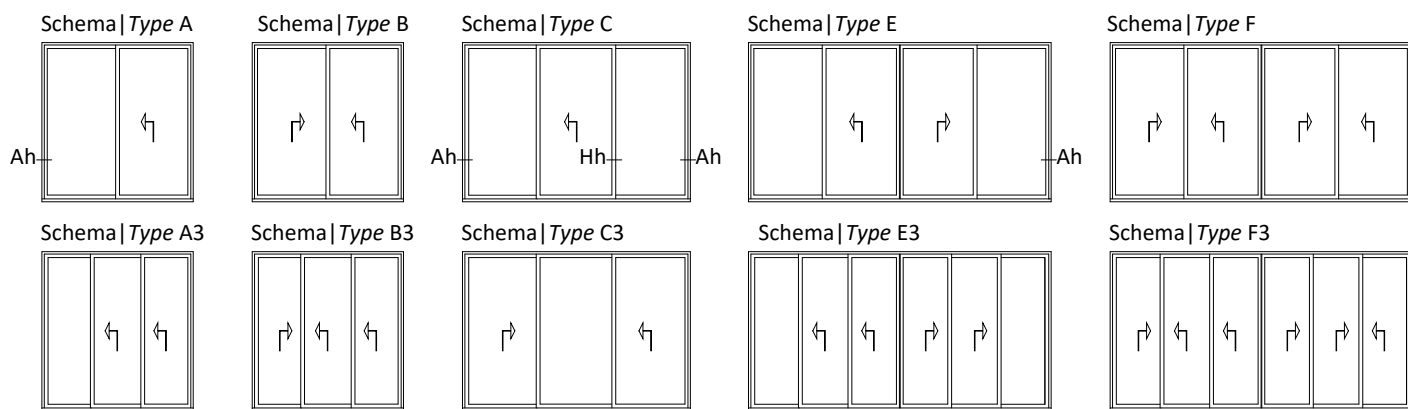 Schema|Type A
Schema|Type B
Schema|Type C
Schema|Type E
Schema|Type F
Ah
Ah
Hh
Ah
Ah
Schema|Type A3
Schema|Type B3
Schema|Type C3
Schema|Type E3
Schema|Type F3